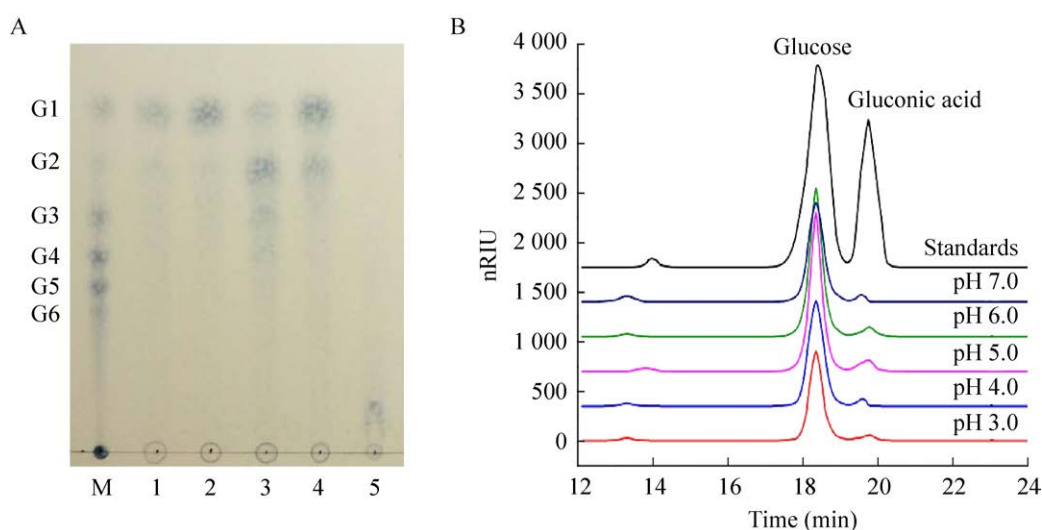 A
G1
G2
G3
G4
G5
G6
M 1 2 3 4 5
B
nRIU
4 000
3 500
3 000
2 500
2 000
1 500
1 000
500
0
Glucose
Gluconic acid
Standards
pH 7.0
pH 6.0
pH 5.0
pH 4.0
pH 3.0
12 14 16 18 20 22 24
Time (min)